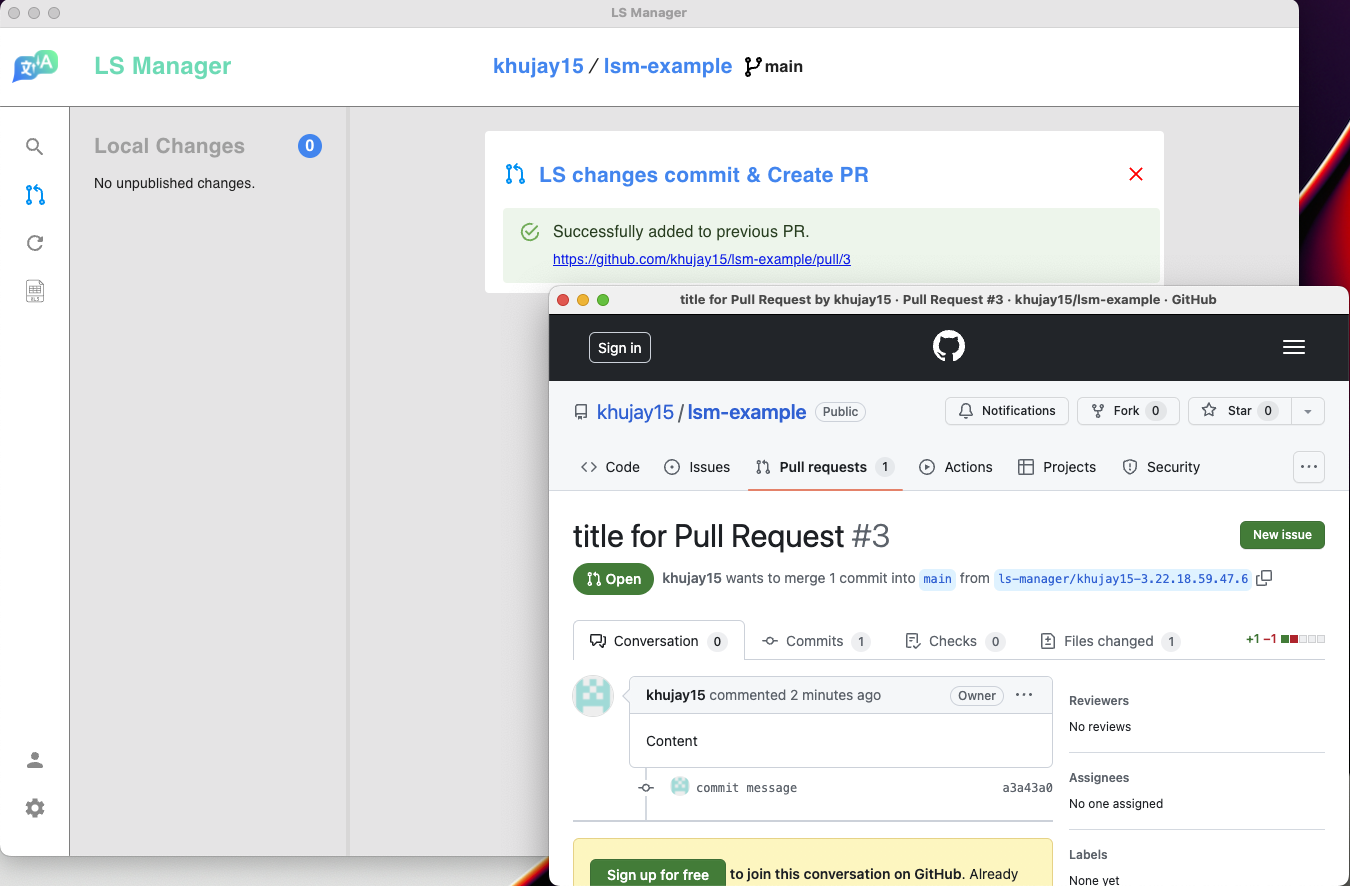 LS Manager
文A
LS Manager
khujay15 / lsm-example main
Local Changes 0
No unpublished changes.
LS changes commit & Create PR
Successfully added to previous PR.
https://github.com/khujay15/lsm-example/pull/3
XLS
title for Pull Request by khujay15 · Pull Request #3 · khujay15/lsm-example · GitHub
Sign in
khujay15 / lsm-example Public
Notifications Fork 0 Star 0
Code Issues Pull requests 1 Actions Projects Security
title for Pull Request #3
New issue
Open khujay15 wants to merge 1 commit into main from ls-manager/khujay15-3.22.18.59.47.6
Conversation 0 Commits 1 Checks 0 Files changed 1 +1 −1
khujay15 commented 2 minutes ago Owner
Content
commit message a3a43a0
Reviewers
No reviews
Assignees
No one assigned
Labels
None yet
Sign up for free to join this conversation on GitHub. Already